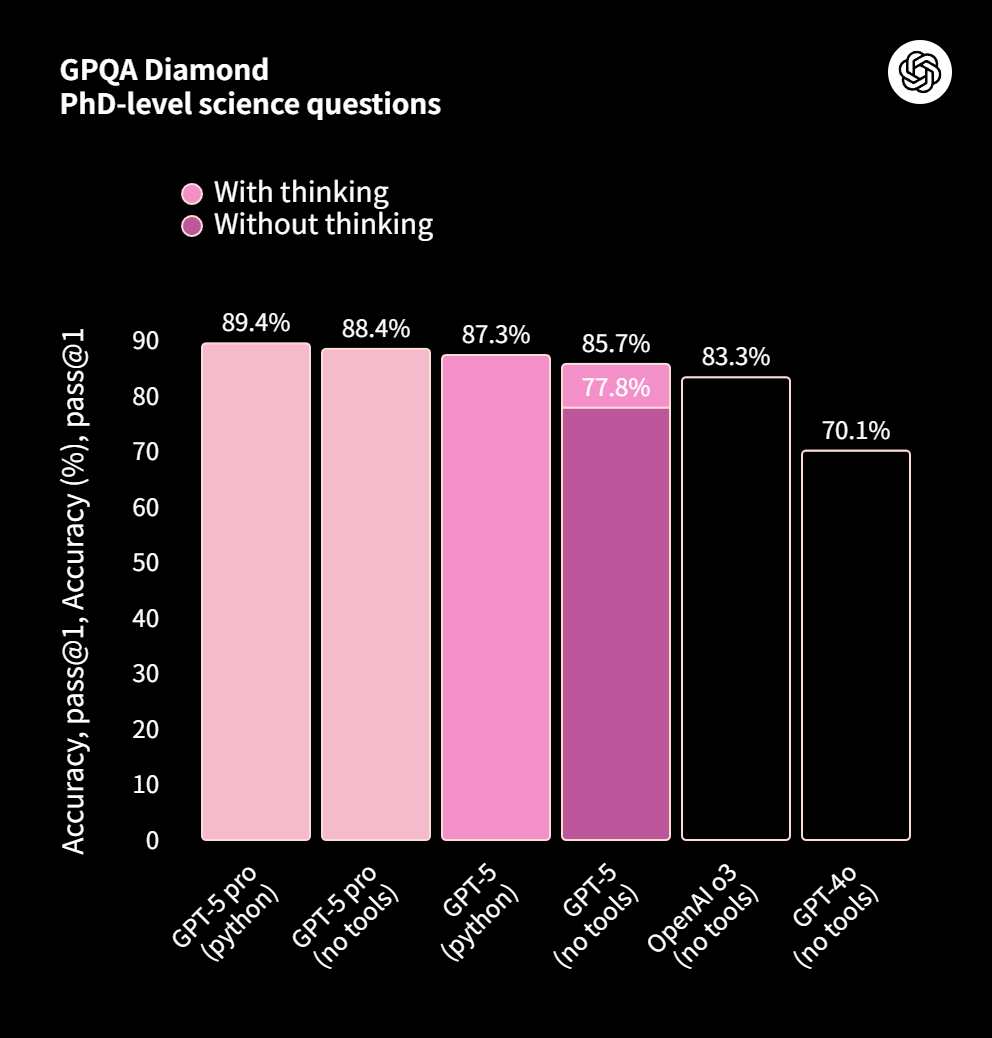 GPQA Diamond
PhD-level science questions
With thinking
Without thinking
Accuracy, pass@1, Accuracy (%), pass@1
90
80
70
60
50
40
30
20
10
0
89.4%
88.4%
87.3%
85.7%
77.8%
83.3%
70.1%
GPT-5 pro
(python)
GPT-5 pro
(no tools)
GPT-5
(python)
GPT-5
(no tools)
OpenAI o3
(no tools)
GPT-4o
(no tools)